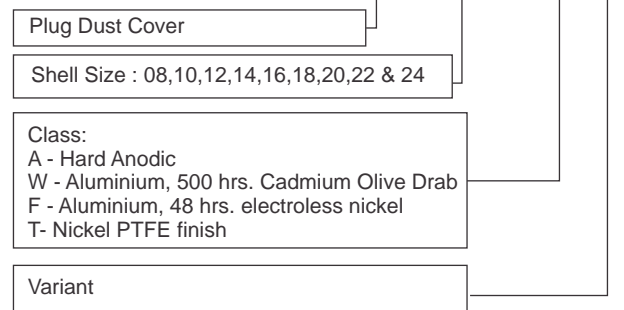 Plug Dust Cover
Shell Size : 08,10,12,14,16,18,20,22 & 24
Class:
A - Hard Anodic
W - Aluminium, 500 hrs. Cadmium Olive Drab
F - Aluminium, 48 hrs. electroless nickel
T- Nickel PTFE finish
Variant